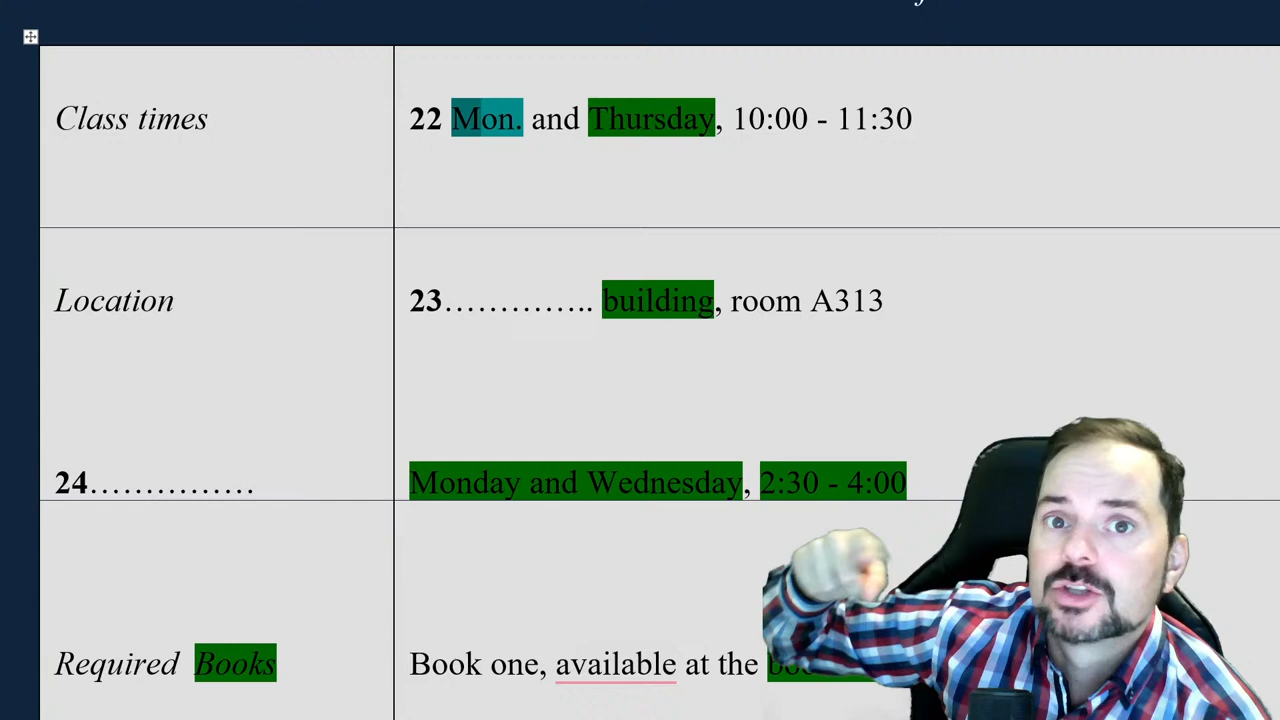 Class times
22 Mon. and Thursday, 10:00 - 11:30
Location
23………….. building, room A313
24……………
Monday and Wednesday, 2:30 - 4:00
Required Books
Book one, available at the